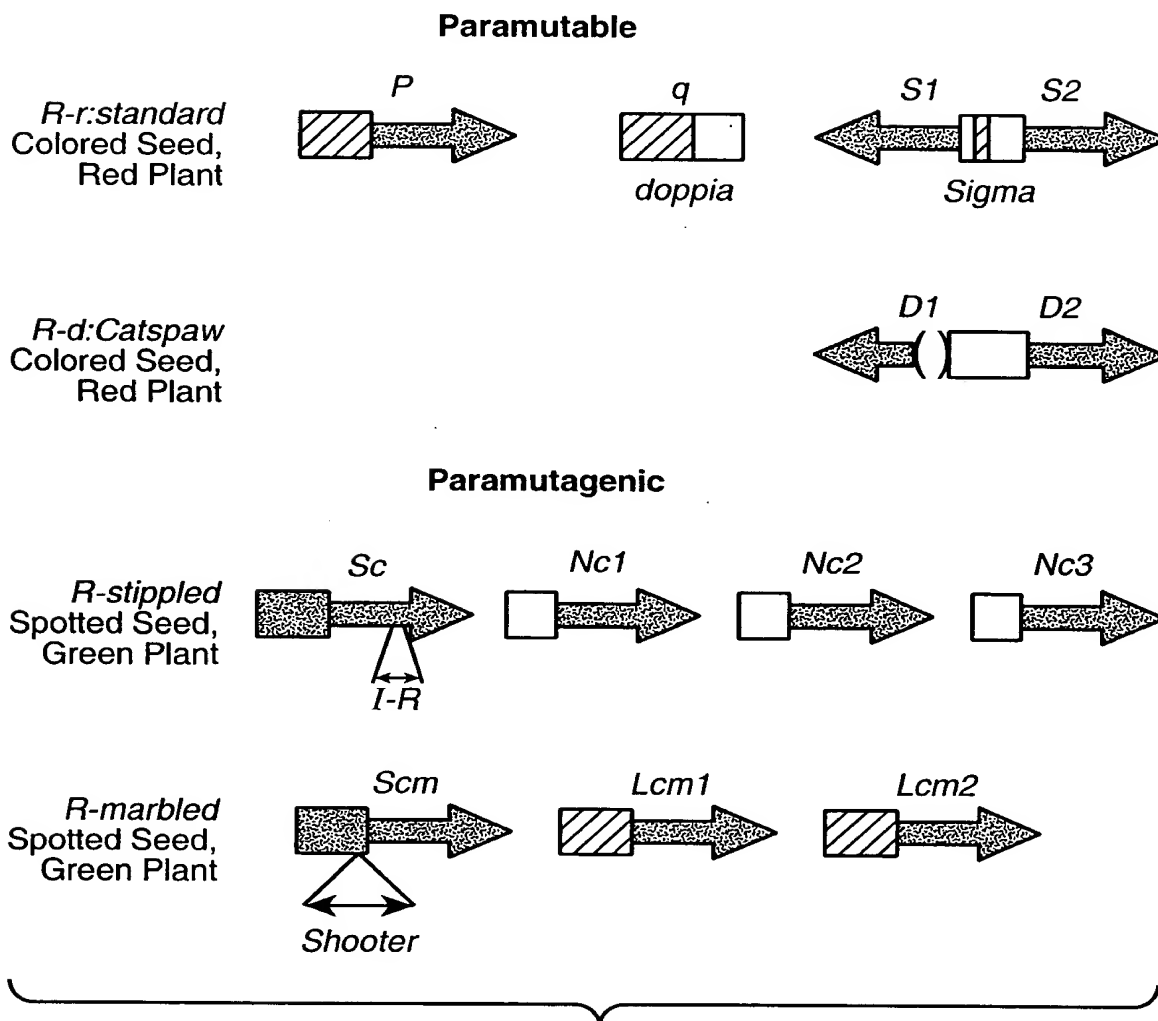 Paramutable
P q S1 S2
R-r:standard
Colored Seed,
Red Plant
doppia Sigma
D1 D2
R-d:Catspaw
Colored Seed,
Red Plant
Paramutagenic
Sc Nc1 Nc2 Nc3
R-stippled
Spotted Seed,
Green Plant
I-R
Scm Lcm1 Lcm2
R-marbled
Spotted Seed,
Green Plant
Shooter